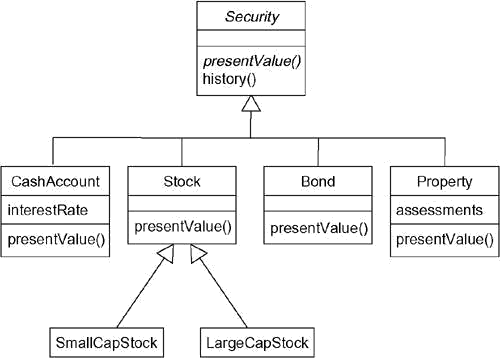 Security
presentValue()
history()
CashAccount
interestRate
presentValue()
Stock
presentValue()
Bond
presentValue()
Property
assessments
presentValue()
SmallCapStock
LargeCapStock